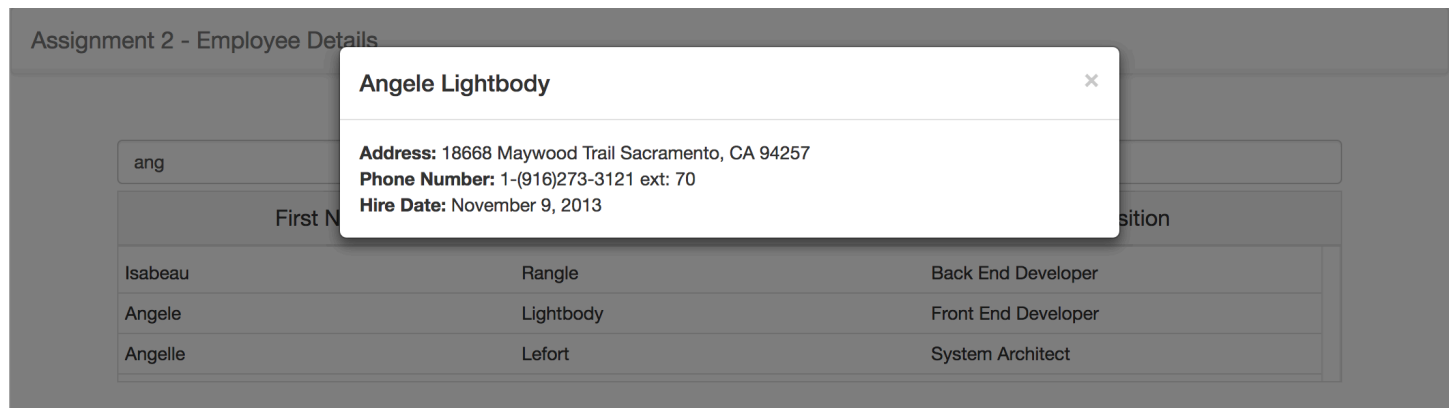 Assignment 2 - Employee Details
Angele Lightbody ×
Address: 18668 Maywood Trail Sacramento, CA 94257
Phone Number: 1-(916)273-3121 ext: 70
Hire Date: November 9, 2013
ang
First N sition
Isabeau Rangle Back End Developer
Angele Lightbody Front End Developer
Angelle Lefort System Architect